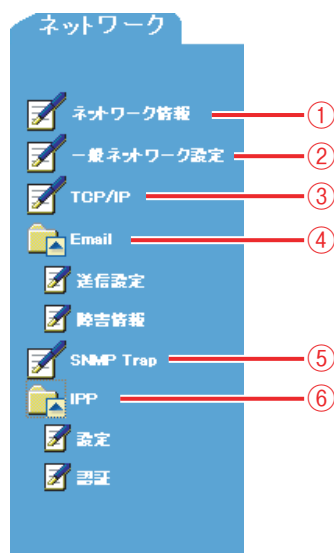 ネットワーク
ネットワーク情報 ①
一般ネットワーク設定 ②
TCP/IP ③
Email ④
送信設定
障害情報
SNMP Trap ⑤
IPP ⑥
設定
認証